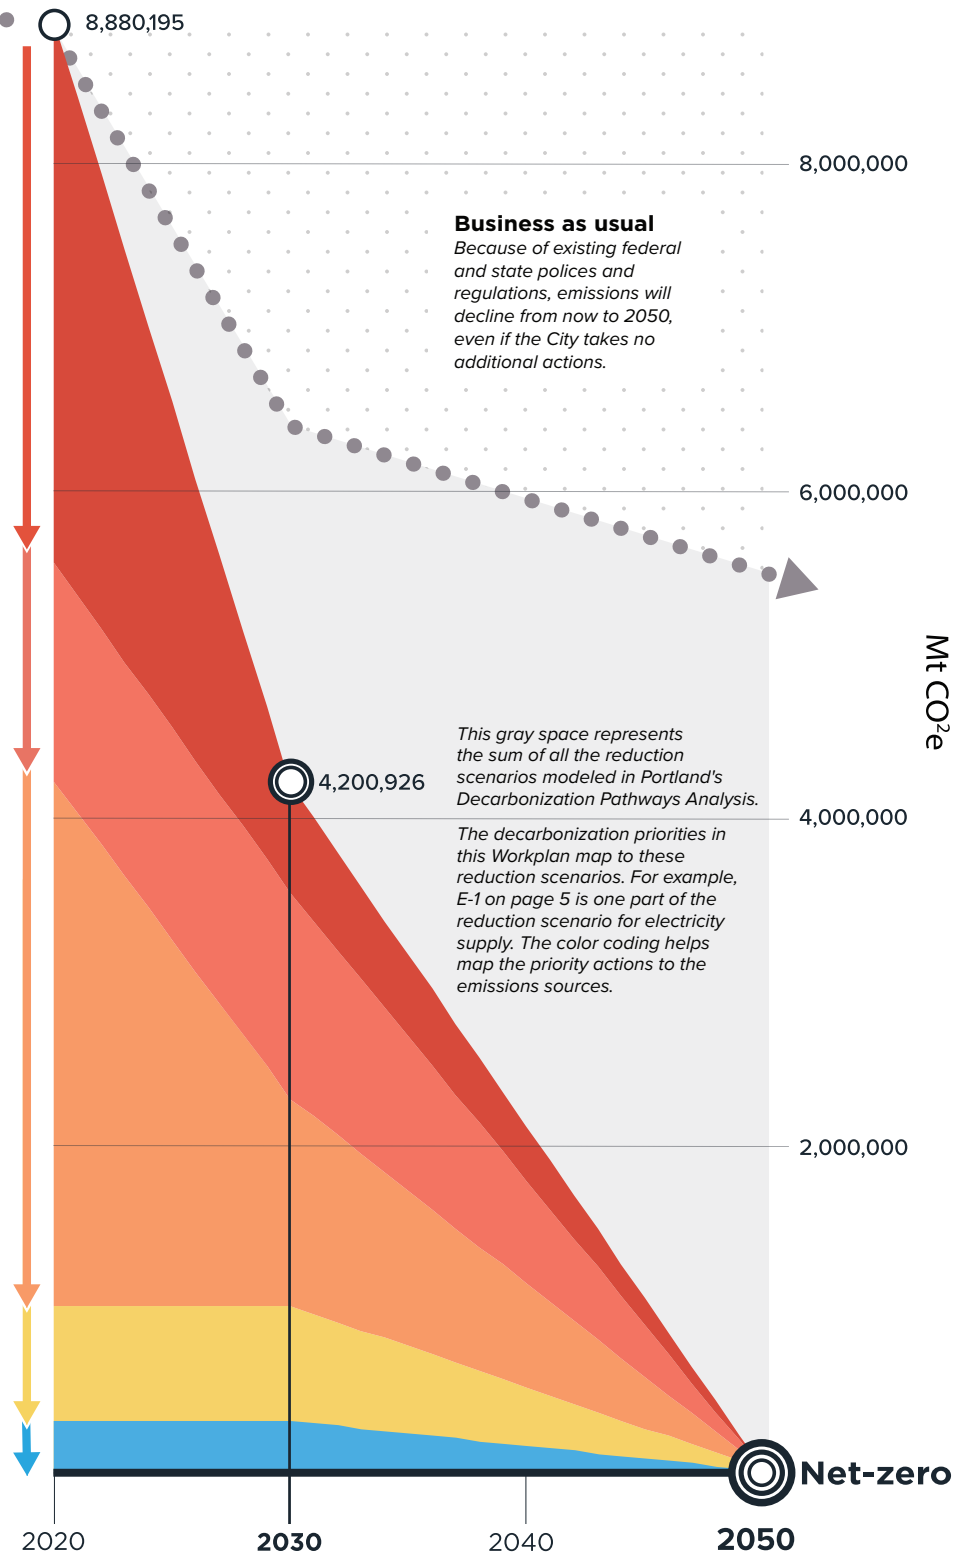 8,880,195
8,000,000
Business as usual
Because of existing federal
and state polices and
regulations, emissions will
decline from now to 2050,
even if the City takes no
additional actions.
6,000,000
Mt CO²e
This gray space represents
the sum of all the reduction
scenarios modeled in Portland's
Decarbonization Pathways Analysis.
4,200,926
4,000,000
The decarbonization priorities in
this Workplan map to these
reduction scenarios. For example,
E-1 on page 5 is one part of the
reduction scenario for electricity
supply. The color coding helps
map the priority actions to the
emissions sources.
2,000,000
Net-zero
2020
2030
2040
2050